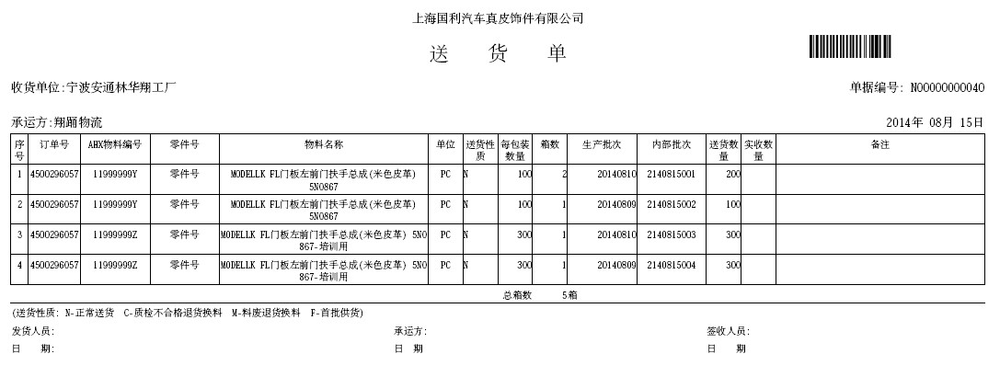 上海国利汽车真皮饰件有限公司
送 货 单
收货单位:宁波安通林华翔工厂 单据编号: N00000000040
承运方:翔踊物流 2014年 08月 15日
序号 订单号 AHX物料编号 零件号 物料名称 单位 送货性质 每包装数量 箱数 生产批次 内部批次 送货数量 实收数量 备注
1 4500296057 11999999Y 零件号 MODELLK FL门板左前门扶手总成(米色皮革) PC N 100 2 20140810 2140815001 200
5N0867
2 4500296057 11999999Y 零件号 MODELLK FL门板左前门扶手总成(米色皮革) PC N 100 1 20140809 2140815002 100
5N0867
3 4500296057 11999999Z 零件号 MODELLK FL门板左前门扶手总成(米色皮革) 5N0 PC N 300 1 20140810 2140815003 300
867-培训用
4 4500296057 11999999Z 零件号 MODELLK FL门板左前门扶手总成(米色皮革) 5N0 PC N 300 1 20140809 2140815004 300
867-培训用
总箱数 5箱
(送货性质: N-正常送货 C-质检不合格退货换料 M-料废退货换料 F-首批供货)
发货人员: 承运方: 签收人员:
日 期: 日 期 日 期